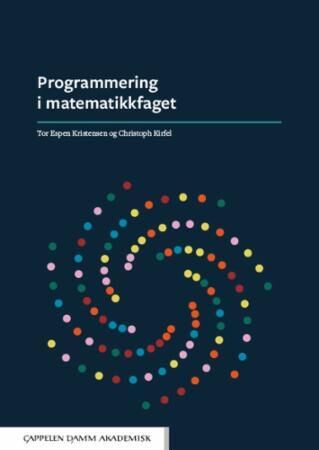 Programmering
i matematikkfaget
Tor Espen Kristensen og Christoph Kirfel
CAPPELEN DAMM AKADEMISK